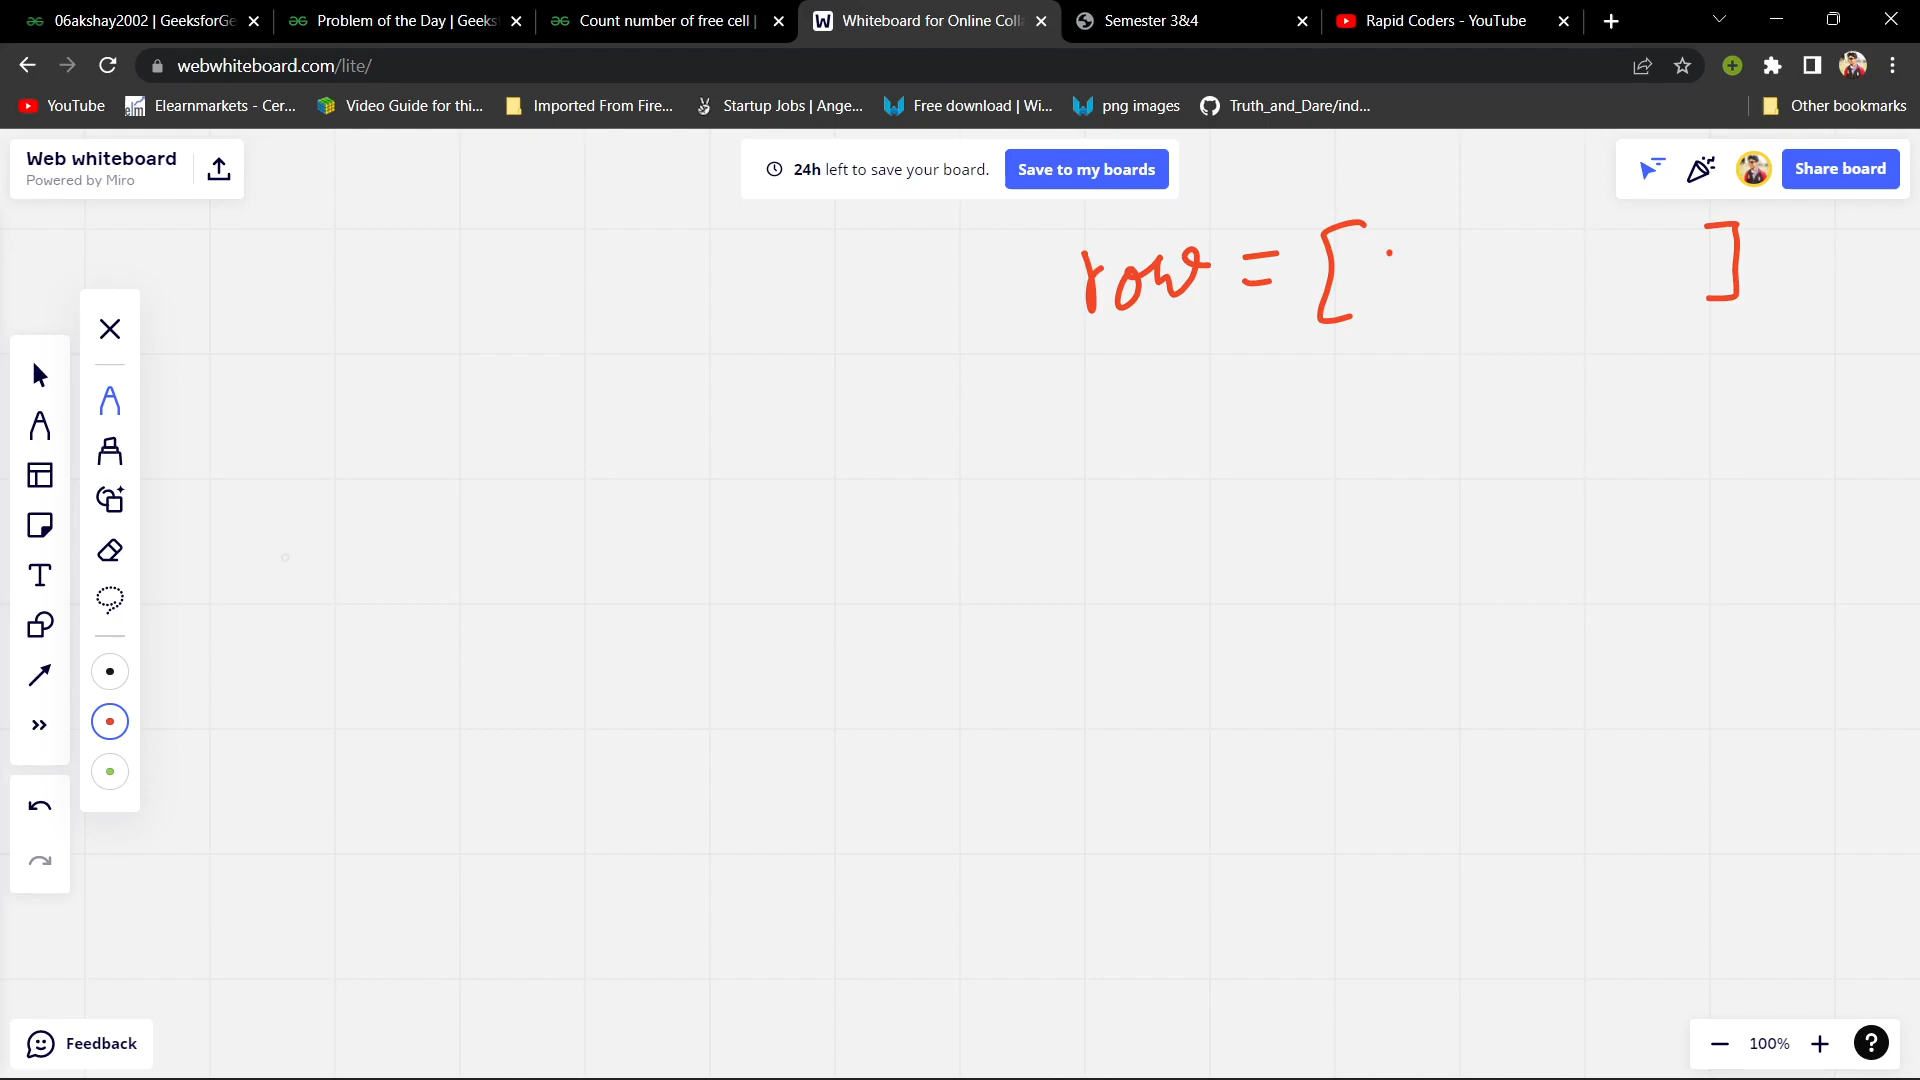 06akshay2002 | GeeksforGe
Problem of the Day | Geeks
Count number of free cell |
Whiteboard for Online Colla
Semester 3&4
Rapid Coders - YouTube
webwhiteboard.com/lite/
YouTube
Elearnmarkets - Cer...
Video Guide for thi...
Imported From Fire...
Startup Jobs | Ange...
Free download | Wi...
png images
Truth_and_Dare/ind...
Other bookmarks
Web whiteboard
Powered by Miro
24h left to save your board.
Save to my boards
Share board
row = [ · ]
Feedback
100%
?